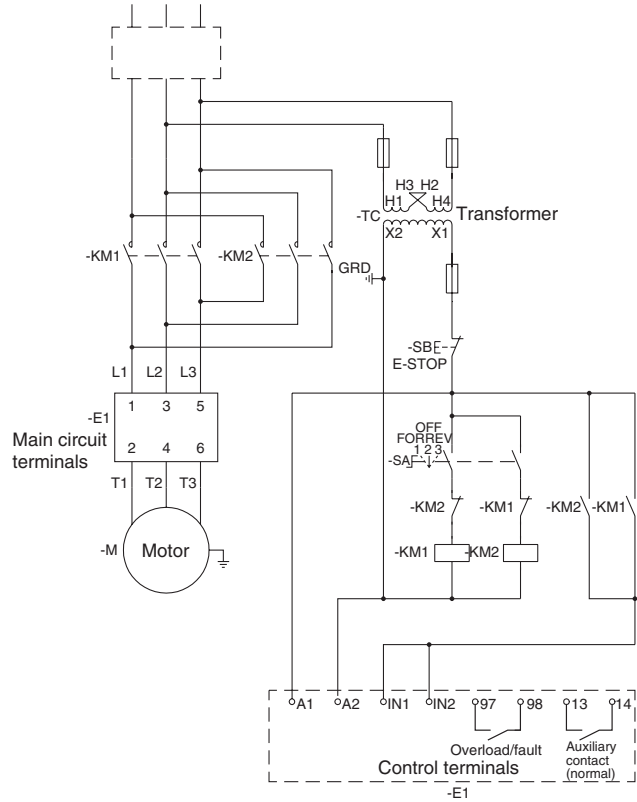 H3 H2
H1 H4
-TC
Transformer
X2 X1
-KM1
-KM2
GRD
-SB
E-STOP
L1 L2 L3
-E1
1 3 5
Main circuit
terminals
2 4 6
OFF
FOR REV
1 2 3
-SA
T1 T2 T3
-KM2
-KM1
-KM2
-KM1
-M
Motor
-KM1
-KM2
A1
A2
IN1
IN2
97
98
13
14
Overload/fault
Auxiliary
contact
(normal)
Control terminals
-E1